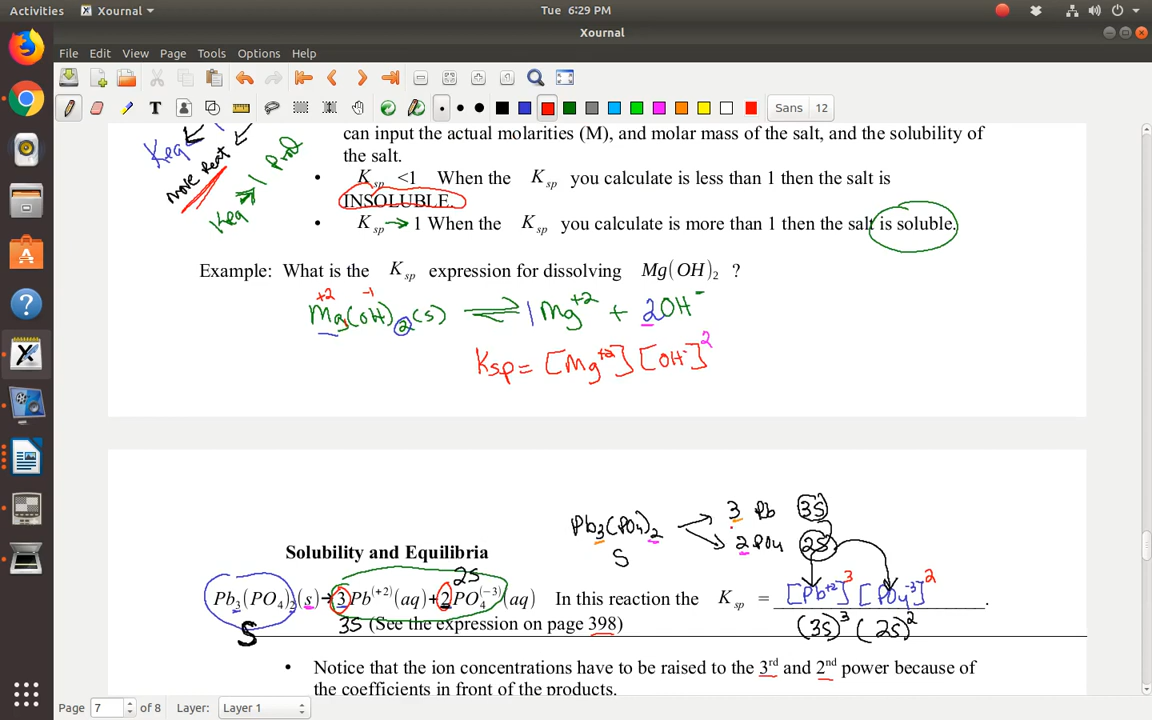 Activities Xournal Tue 6:29 PM
Xournal
File Edit View Page Tools Options Help
Sans 12
can input the actual molarities (M), and molar mass of the salt, and the solubility of
the salt.
Keq
move Reat
Keq → 1 Prod
• Ksp <1 When the Ksp you calculate is less than 1 then the salt is
INSOLUBLE.
• Ksp → 1 When the Ksp you calculate is more than 1 then the salt is soluble.
Example: What is the Ksp expression for dissolving Mg(OH)2 ?
+2 -1
Mg(OH)2(s) ⇌ 1Mg+2 + 2OH-
Ksp = [Mg+2] [OH-]2
Pb3(PO4)2
S
3 Pb 3S
2 PO4 2S
Solubility and Equilibria
2S
Pb3(PO4)2(s)→3Pb(+2)(aq)+2PO4(-3)(aq) In this reaction the Ksp = [Pb+2]3 [PO4-3]2 .
S 3S (See the expression on page 398) (3S)3 (2S)2
• Notice that the ion concentrations have to be raised to the 3rd and 2nd power because of
the coefficients in front of the products.
Page 7 of 8 Layer: Layer 1